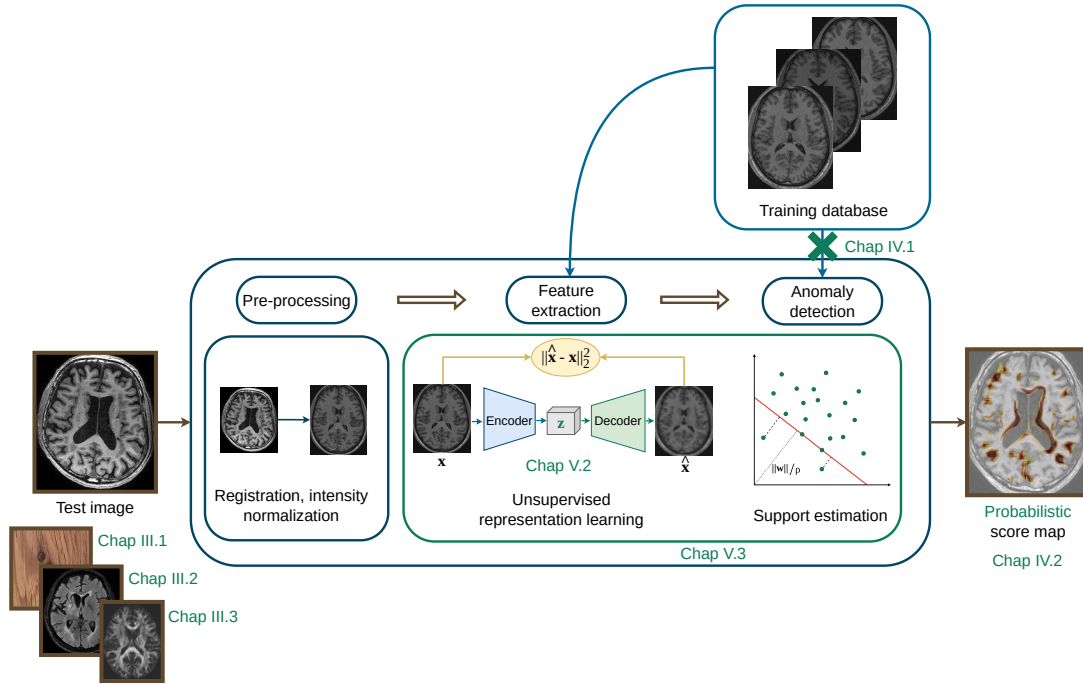 Training database
Chap IV.1
Pre-processing
Feature
extraction
Anomaly
detection
||x̂ - x||₂²
Encoder
z
Decoder
x
x̂
Chap V.2
||w||/ρ
Registration, intensity
normalization
Unsupervised
representation learning
Support estimation
Chap V.3
Test image
Probabilistic
score map
Chap IV.2
Chap III.1
Chap III.2
Chap III.3